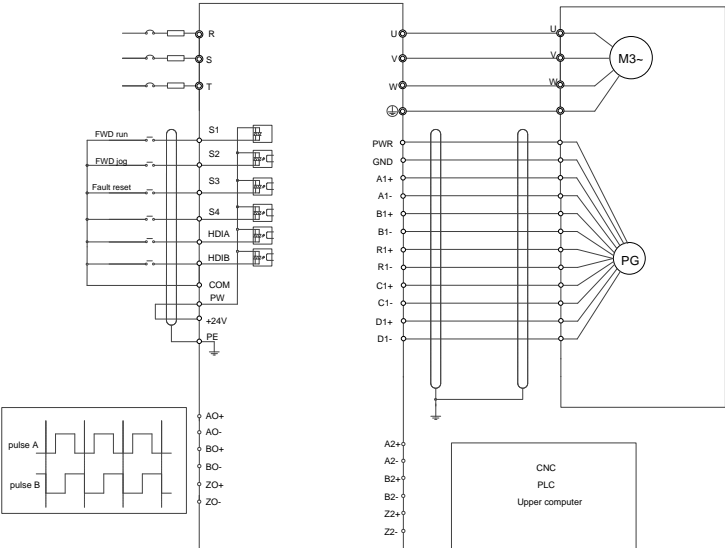 R
S
T
U
V
W
U
V
W
M3~
FWD run
S1
FWD jog
S2
Fault reset
S3
S4
HDIA
HDIB
COM
PW
+24V
PE
PWR
GND
A1+
A1-
B1+
B1-
R1+
R1-
C1+
C1-
D1+
D1-
PG
pulse A
pulse B
AO+
AO-
BO+
BO-
ZO+
ZO-
A2+
A2-
B2+
B2-
Z2+
Z2-
CNC
PLC
Upper computer